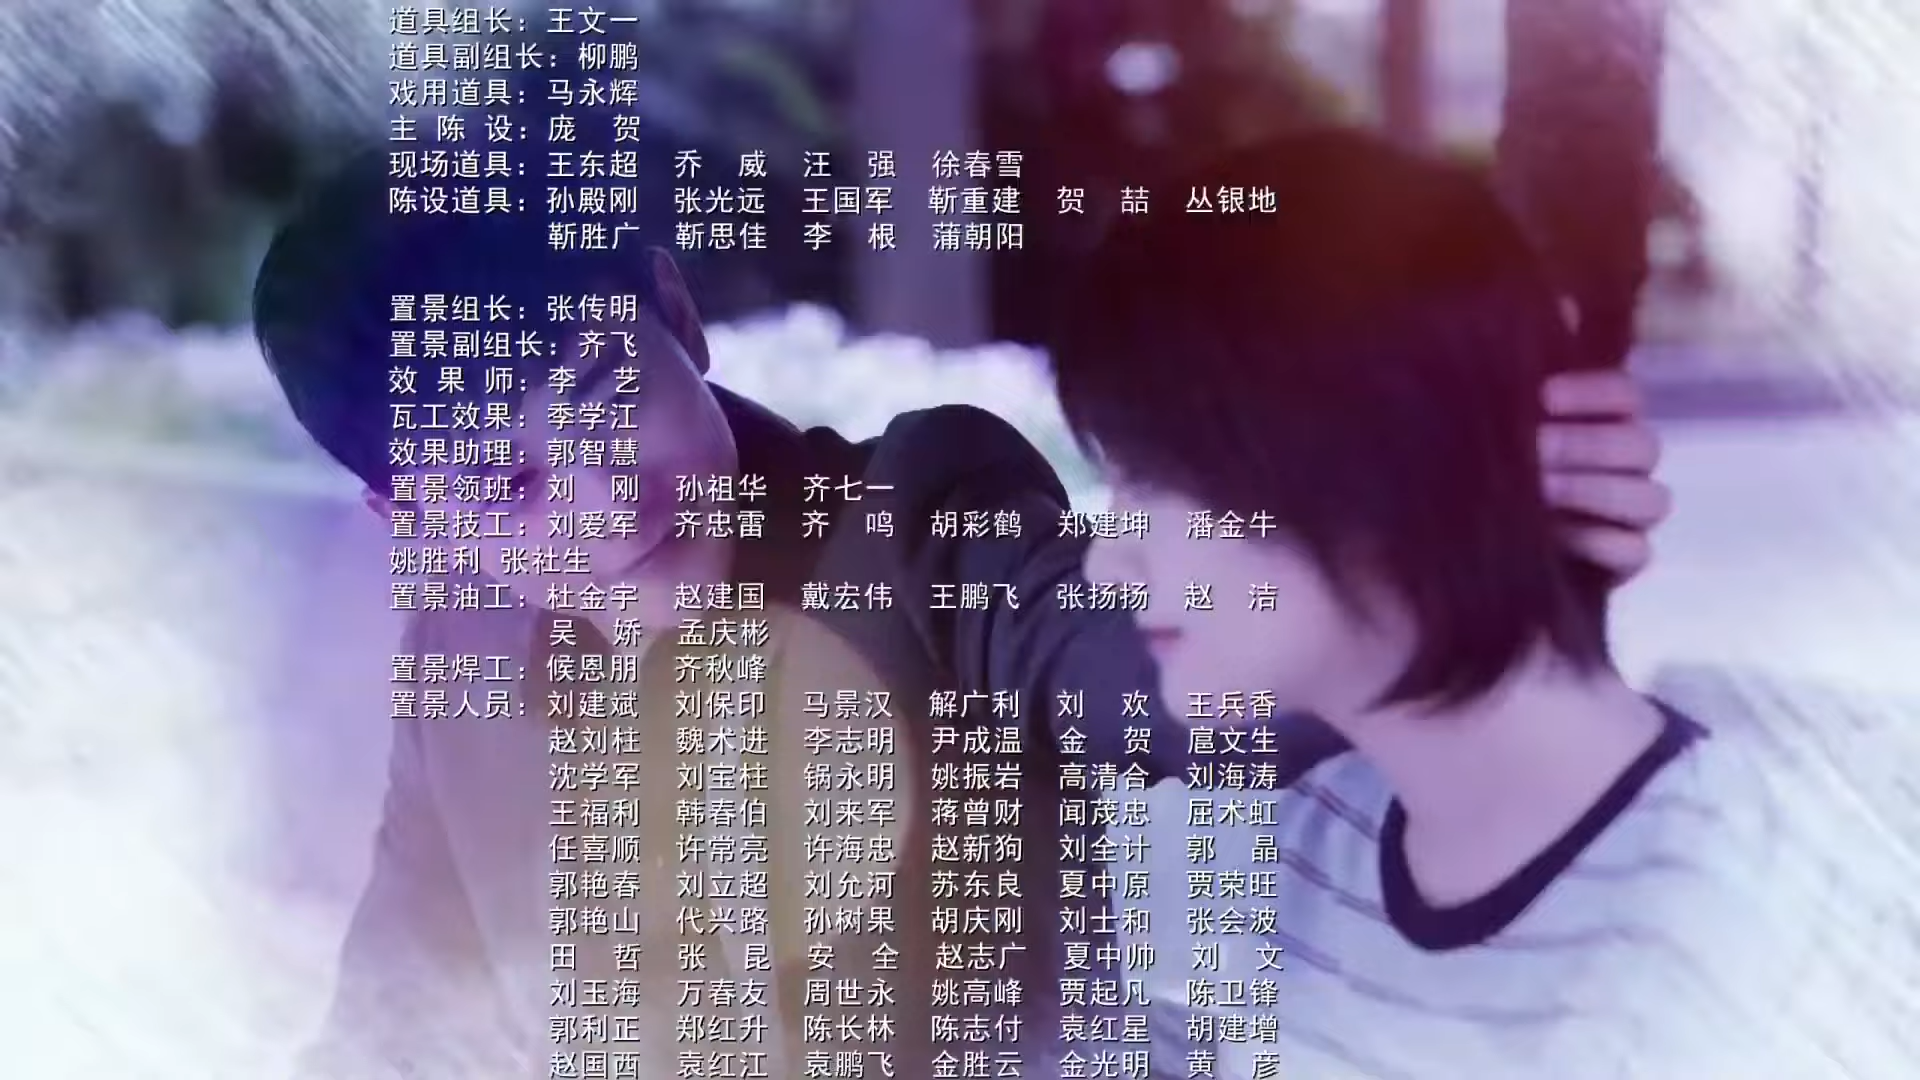 道具组长：王文一
道具副组长：柳鹏
戏用道具：马永辉
主 陈 设：庞　贺
现场道具：王东超　乔　威　汪　强　徐春雪
陈设道具：孙殿刚　张光远　王国军　靳重建　贺　喆　丛银地
靳胜广　靳思佳　李　根　蒲朝阳
置景组长：张传明
置景副组长：齐飞
效 果 师：李　艺
瓦工效果：季学江
效果助理：郭智慧
置景领班：刘　刚　孙祖华　齐七一
置景技工：刘爱军　齐忠雷　齐　鸣　胡彩鹤　郑建坤　潘金牛
姚胜利 张社生
置景油工：杜金宇　赵建国　戴宏伟　王鹏飞　张扬扬　赵　洁
吴　娇　孟庆彬
置景焊工：候恩朋　齐秋峰
置景人员：刘建斌　刘保印　马景汉　解广利　刘　欢　王兵香
赵刘柱　魏术进　李志明　尹成温　金　贺　扈文生
沈学军　刘宝柱　锅永明　姚振岩　高清合　刘海涛
王福利　韩春伯　刘来军　蒋曾财　闻茂忠　屈术虹
任喜顺　许常亮　许海忠　赵新狗　刘全计　郭　晶
郭艳春　刘立超　刘允河　苏东良　夏中原　贾荣旺
郭艳山　代兴路　孙树果　胡庆刚　刘士和　张会波
田　哲　张　昆　安　全　赵志广　夏中帅　刘　文
刘玉海　万春友　周世永　姚高峰　贾起凡　陈卫锋
郭利正　郑红升　陈长林　陈志付　袁红星　胡建增
赵国西　袁红江　袁鹏飞　金胜云　金光明　黄　彦